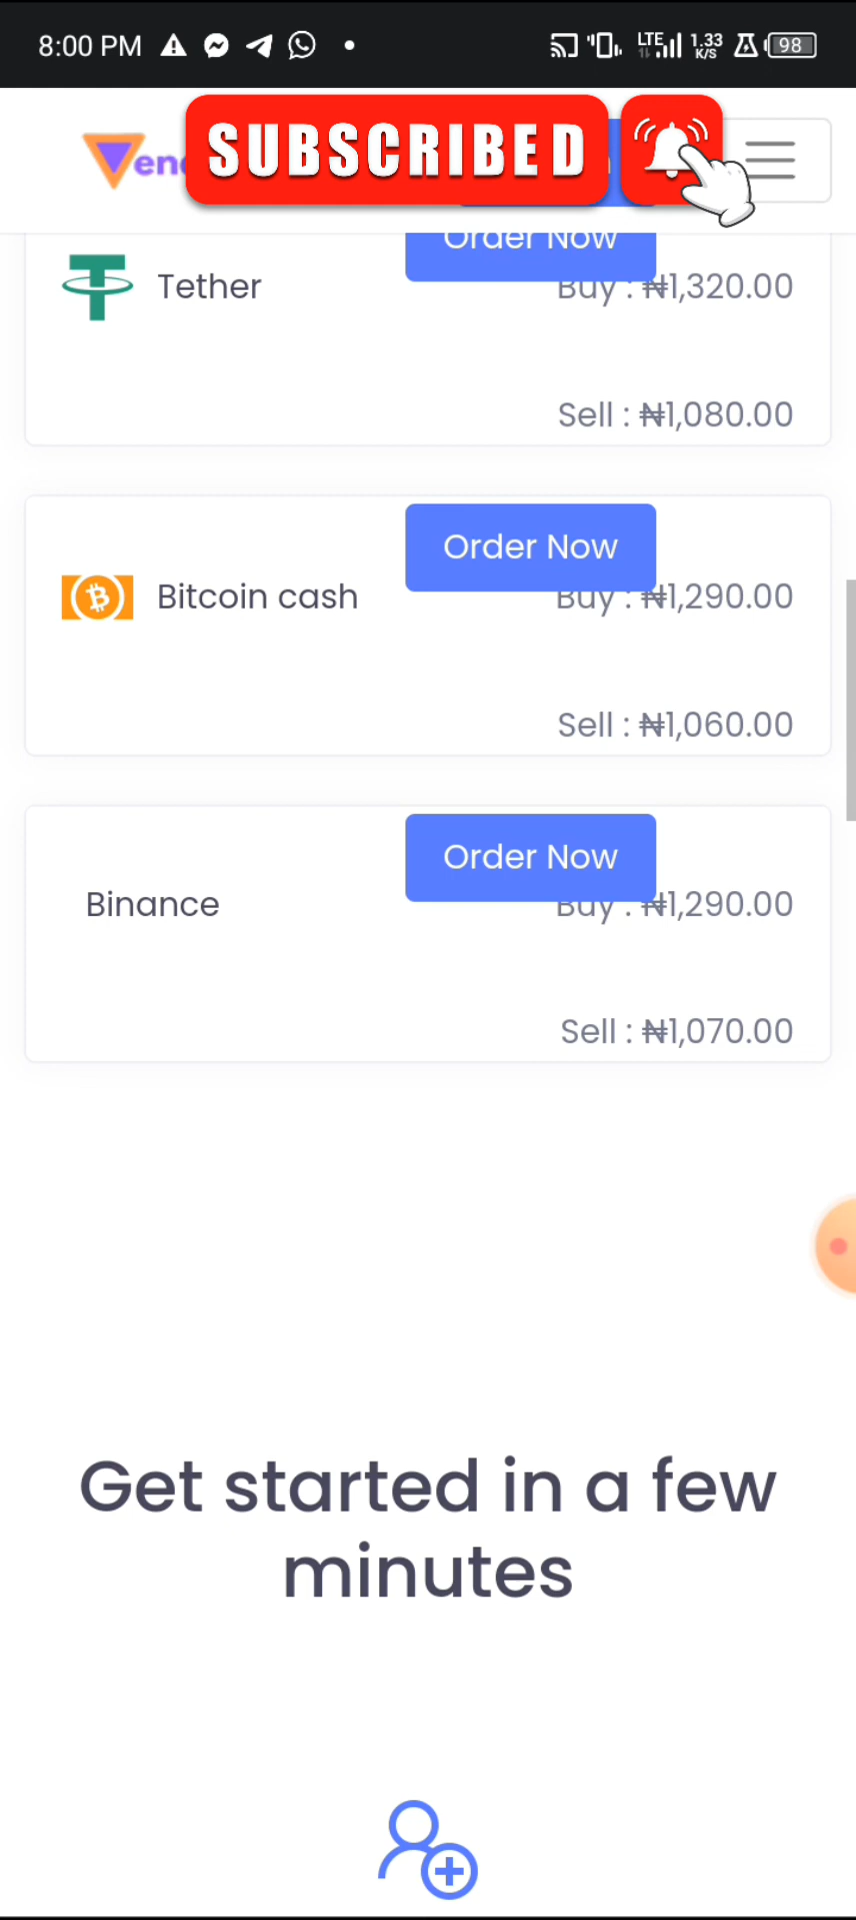 8:00 PM LTE 1.33 K/S 98
SUBSCRIBED
Order Now
Tether Buy : ₦1,320.00
Sell : ₦1,080.00
Order Now
Bitcoin cash Buy : ₦1,290.00
Sell : ₦1,060.00
Order Now
Binance Buy : ₦1,290.00
Sell : ₦1,070.00
Get started in a few
minutes